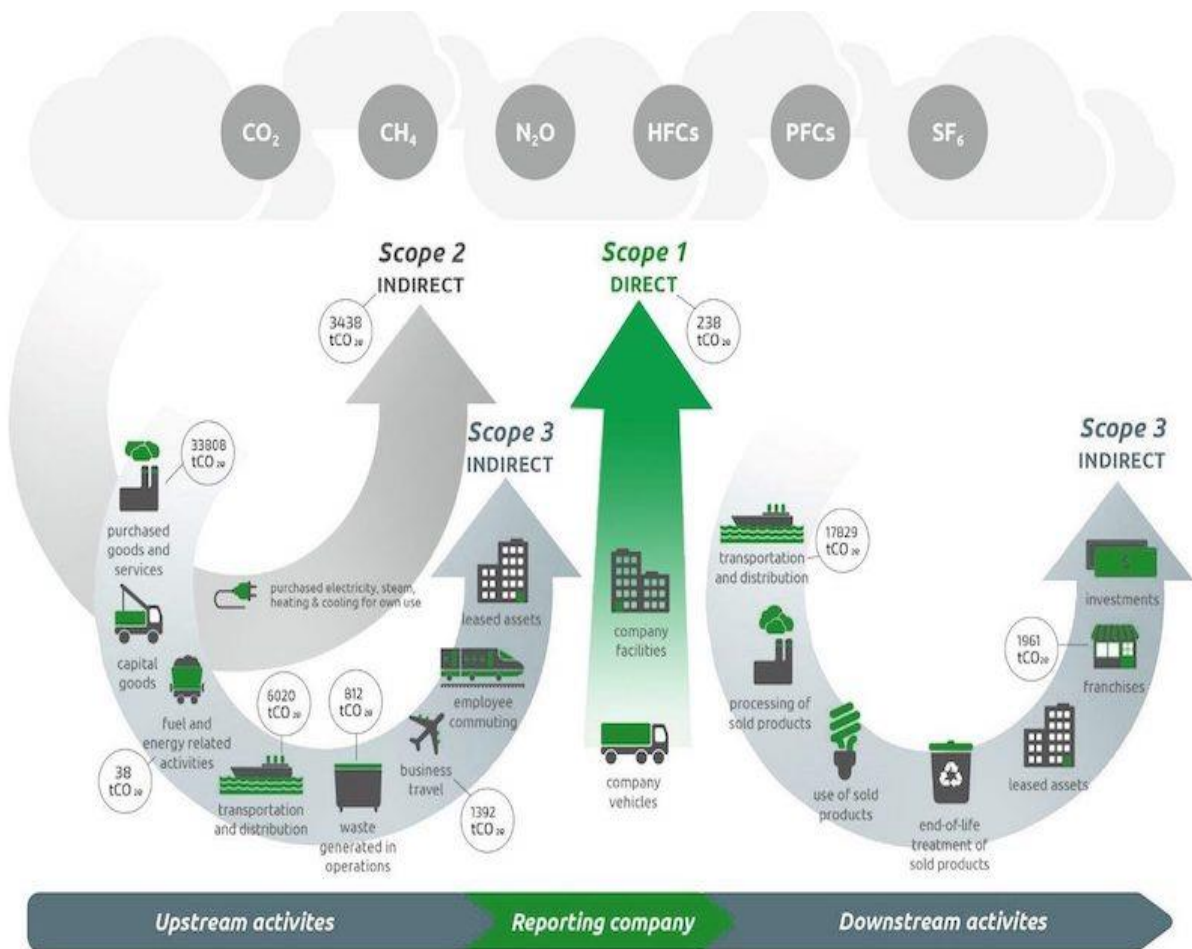 CO₂ CH₄ N₂O HFCs PFCs SF₆
Scope 2
INDIRECT
3438
tCO₂e
Scope 1
DIRECT
238
tCO₂e
Scope 3
INDIRECT
Scope 3
INDIRECT
33808
tCO₂e
purchased
goods and
services
capital
goods
fuel and
energy related
activities
38
tCO₂e
purchased electricity, steam,
heating & cooling for own use
6020
tCO₂e
transportation
and distribution
812
tCO₂e
waste
generated in
operations
business
travel
1392
tCO₂e
employee
commuting
leased assets
company
facilities
company
vehicles
transportation
and distribution
17829
tCO₂e
processing of
sold products
use of sold
products
end-of-life
treatment of
sold products
leased assets
1961
tCO₂e
franchises
$
investments
Upstream activites
Reporting company
Downstream activites